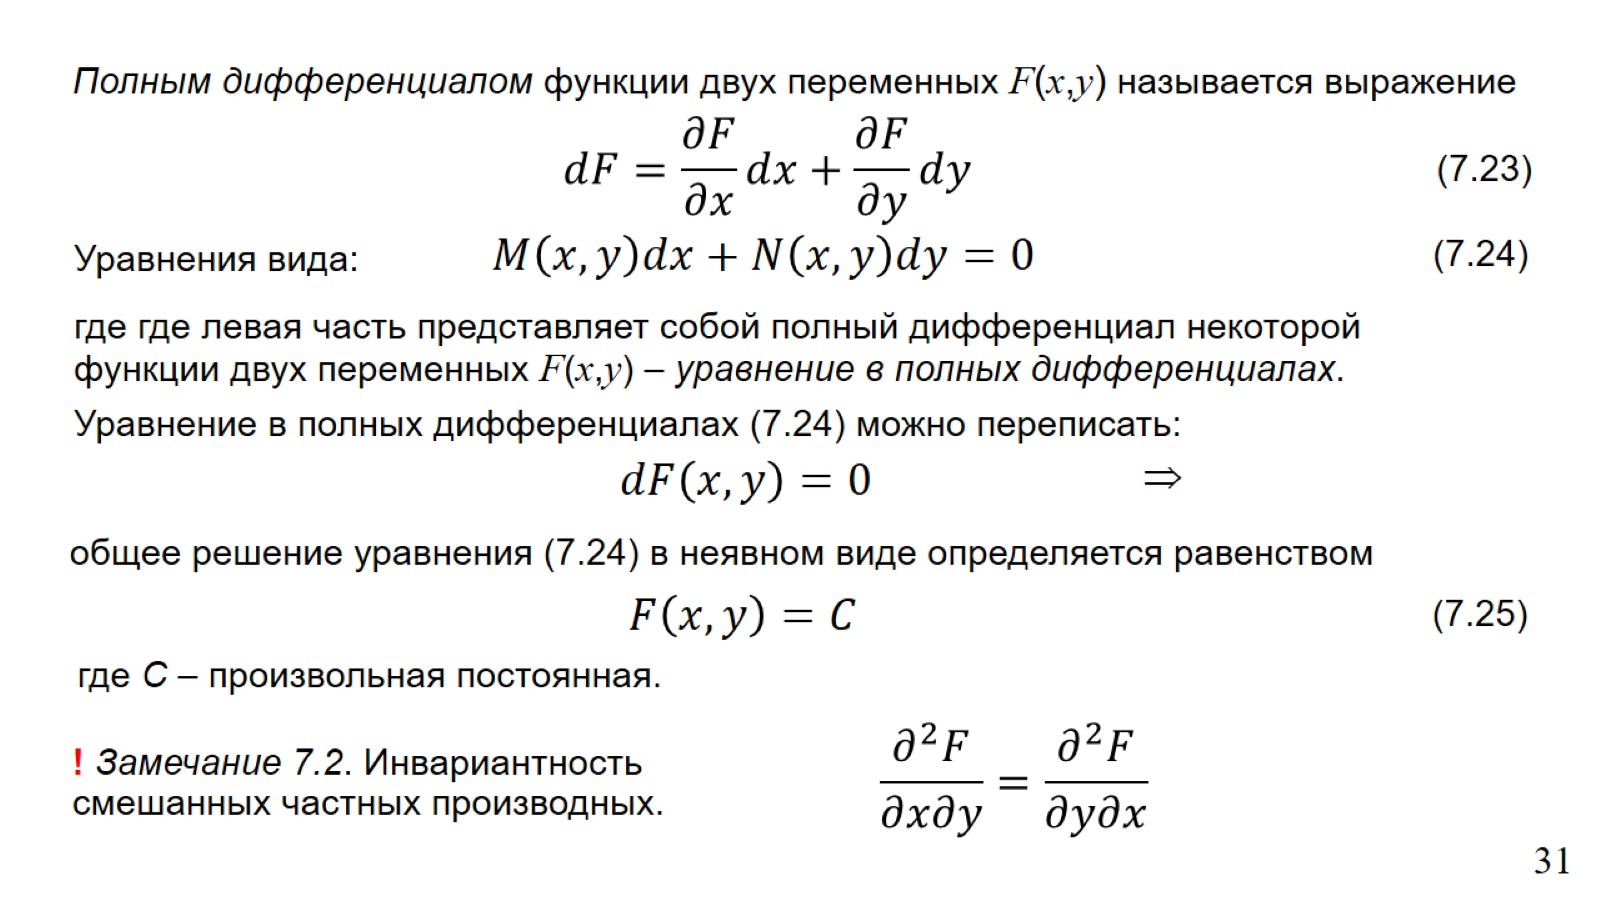 Полным дифференциалом функции двух переменных F(x,y) называется выражение
dF = ∂F/∂x dx + ∂F/∂y dy (7.23)
Уравнения вида: M(x, y)dx + N(x, y)dy = 0 (7.24)
где где левая часть представляет собой полный дифференциал некоторой
функции двух переменных F(x,y) – уравнение в полных дифференциалах.
Уравнение в полных дифференциалах (7.24) можно переписать:
dF(x, y) = 0 ⇒
общее решение уравнения (7.24) в неявном виде определяется равенством
F(x, y) = C (7.25)
где C – произвольная постоянная.
! Замечание 7.2. Инвариантность
смешанных частных производных.
∂²F/∂x∂y = ∂²F/∂y∂x
31